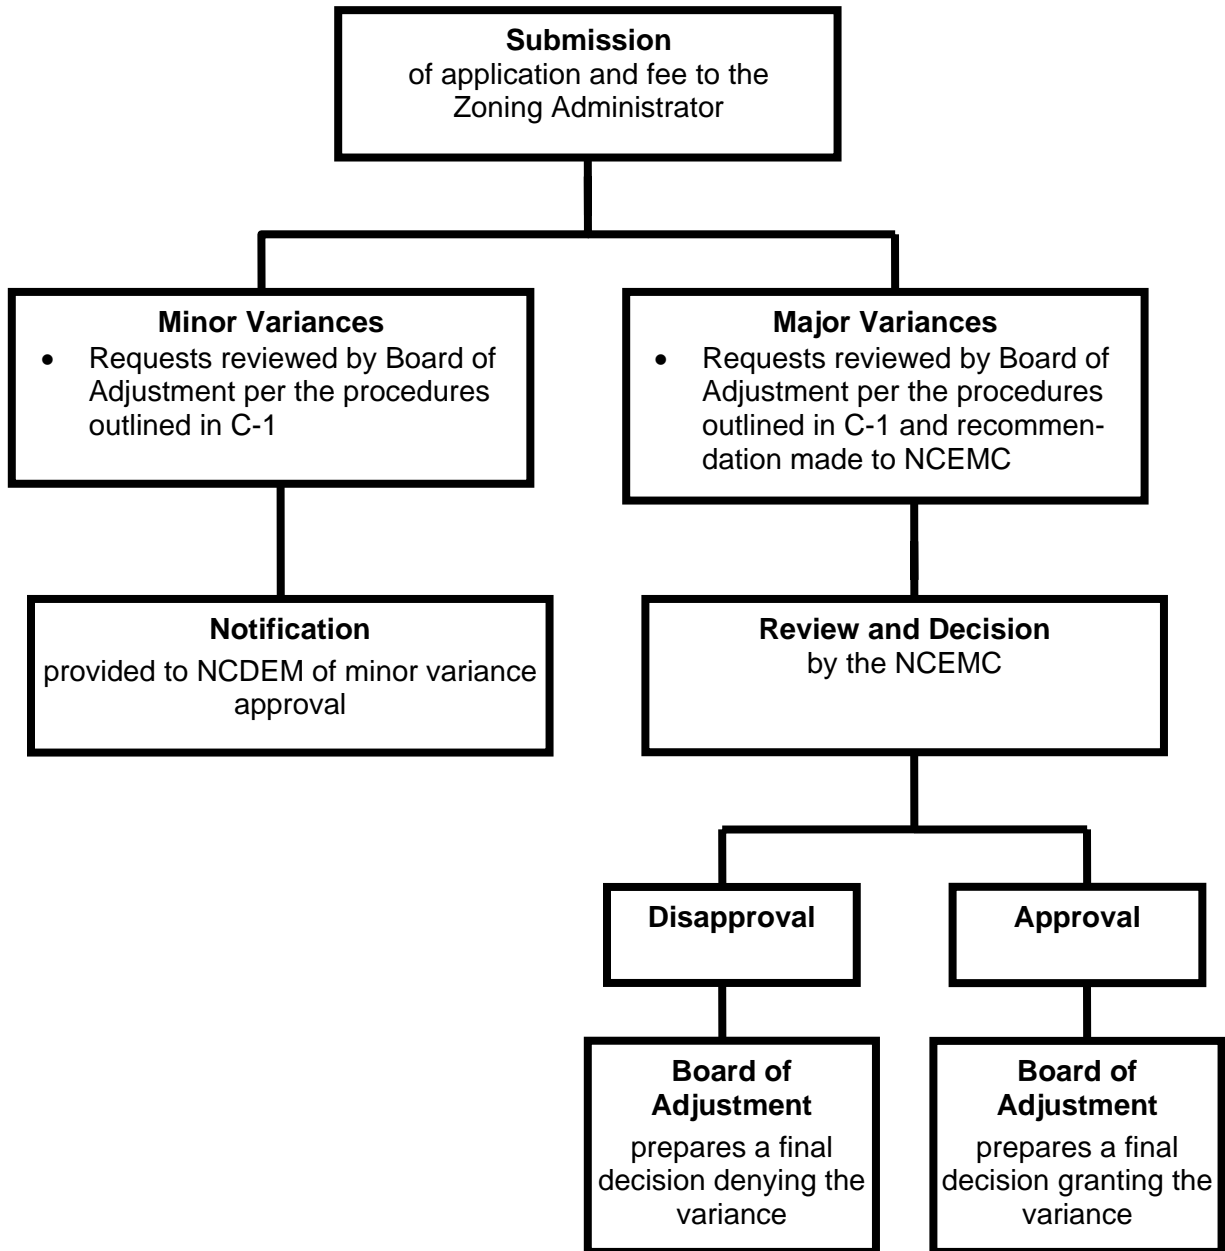 Submission
of application and fee to the
Zoning Administrator
Minor Variances
• Requests reviewed by Board of
Adjustment per the procedures
outlined in C-1
Major Variances
• Requests reviewed by Board of
Adjustment per the procedures
outlined in C-1 and recommen-
dation made to NCEMC
Notification
provided to NCDEM of minor variance
approval
Review and Decision
by the NCEMC
Disapproval
Approval
Board of
Adjustment
prepares a final
decision denying the
variance
Board of
Adjustment
prepares a final
decision granting the
variance